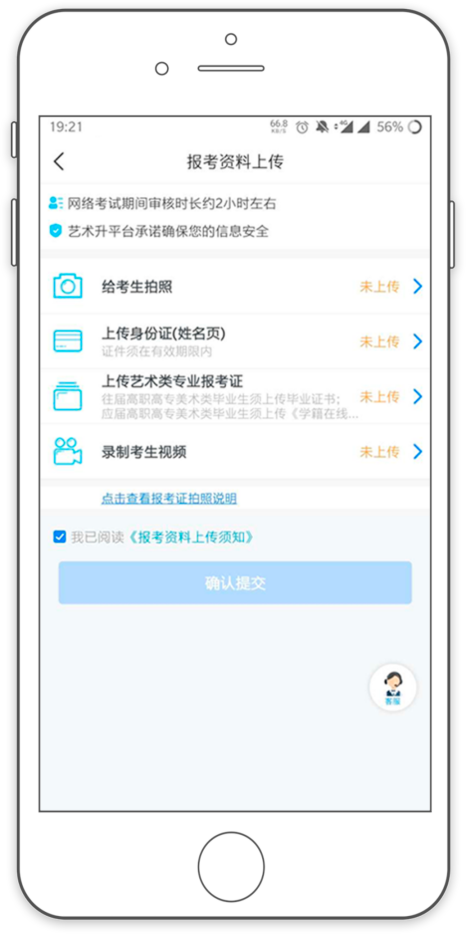 19:21
66.8
KB/S
4G
56%
报考资料上传
网络考试期间审核时长约2小时左右
艺术升平台承诺确保您的信息安全
给考生拍照
未上传
上传身份证(姓名页)
证件须在有效期限内
未上传
上传艺术类专业报考证
往届高职高专美术类毕业生须上传毕业证书；
应届高职高专美术类毕业生须上传《学籍在线...
未上传
录制考生视频
未上传
点击查看报考证拍照说明
我已阅读《报考资料上传须知》
确认提交
客服